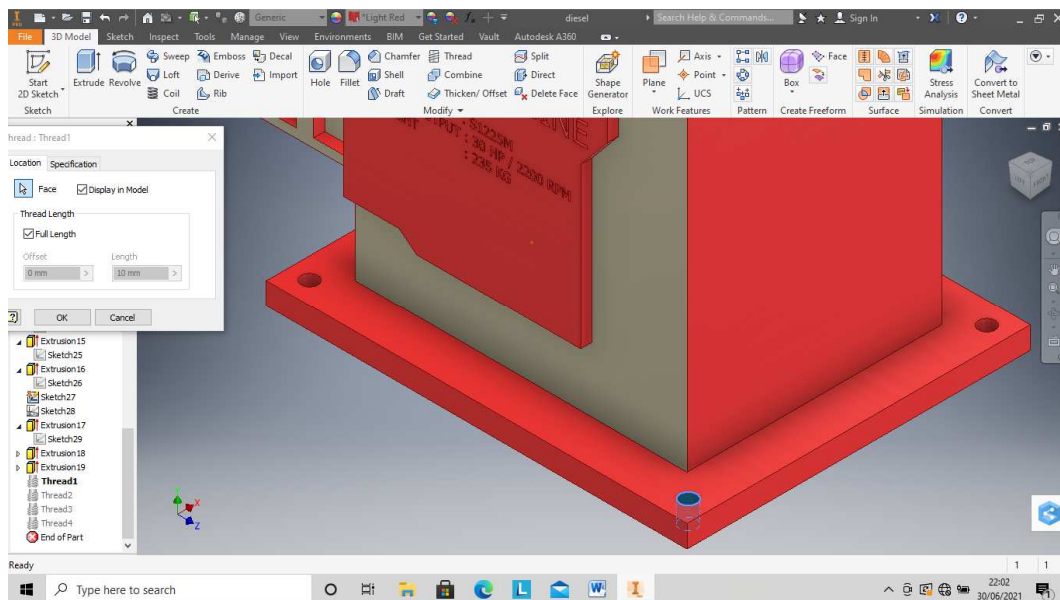 Generic
*Light Red
diesel
Search Help & Commands...
Sign In
File 3D Model Sketch Inspect Tools Manage View Environments BIM Get Started Vault Autodesk A360
Start
2D Sketch
Extrude Revolve
Sweep Emboss Decal
Loft Derive Import
Coil Rib
Hole Fillet
Chamfer Thread Split
Shell Combine Direct
Draft Thicken/ Offset Delete Face
Shape
Generator
Plane
Axis
Point
UCS
Box
Face
Stress
Analysis
Convert to
Sheet Metal
Sketch Create Modify Explore Work Features Pattern Create Freeform Surface Simulation Convert
hread : Thread1
Location Specification
Face Display in Model
Thread Length
Full Length
Offset Length
0 mm > 10 mm >
OK Cancel
Extrusion15
Sketch25
Extrusion16
Sketch26
Sketch27
Sketch28
Extrusion17
Sketch29
Extrusion18
Extrusion19
Thread1
Thread2
Thread3
Thread4
End of Part
: S1225M
: 30 HP / 2200 RPM
: 235 KG
X
Z
Ready
1 1
Type here to search
22:02
30/06/2021